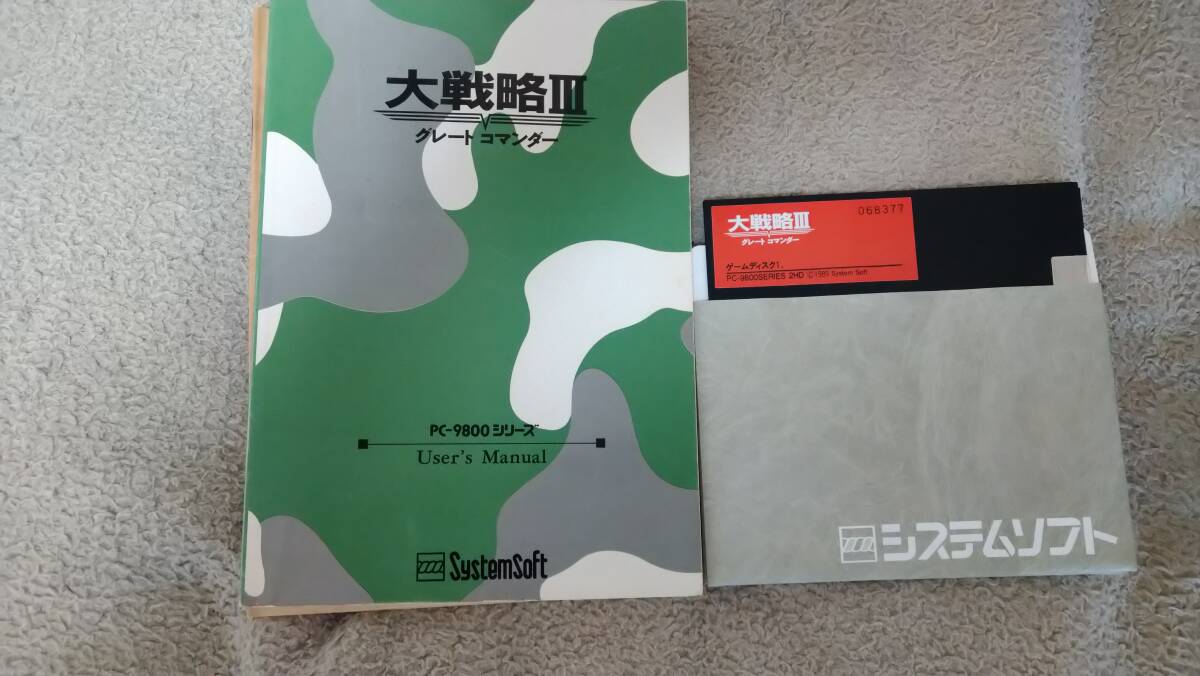 大戦略III
グレート コマンダー
PC-9800シリーズ
User's Manual
SystemSoft
068377
大戦略III
グレート コマンダー
ゲームディスク1.
PC-9800SERIES 2HD ©1989 System Soft
システムソフト